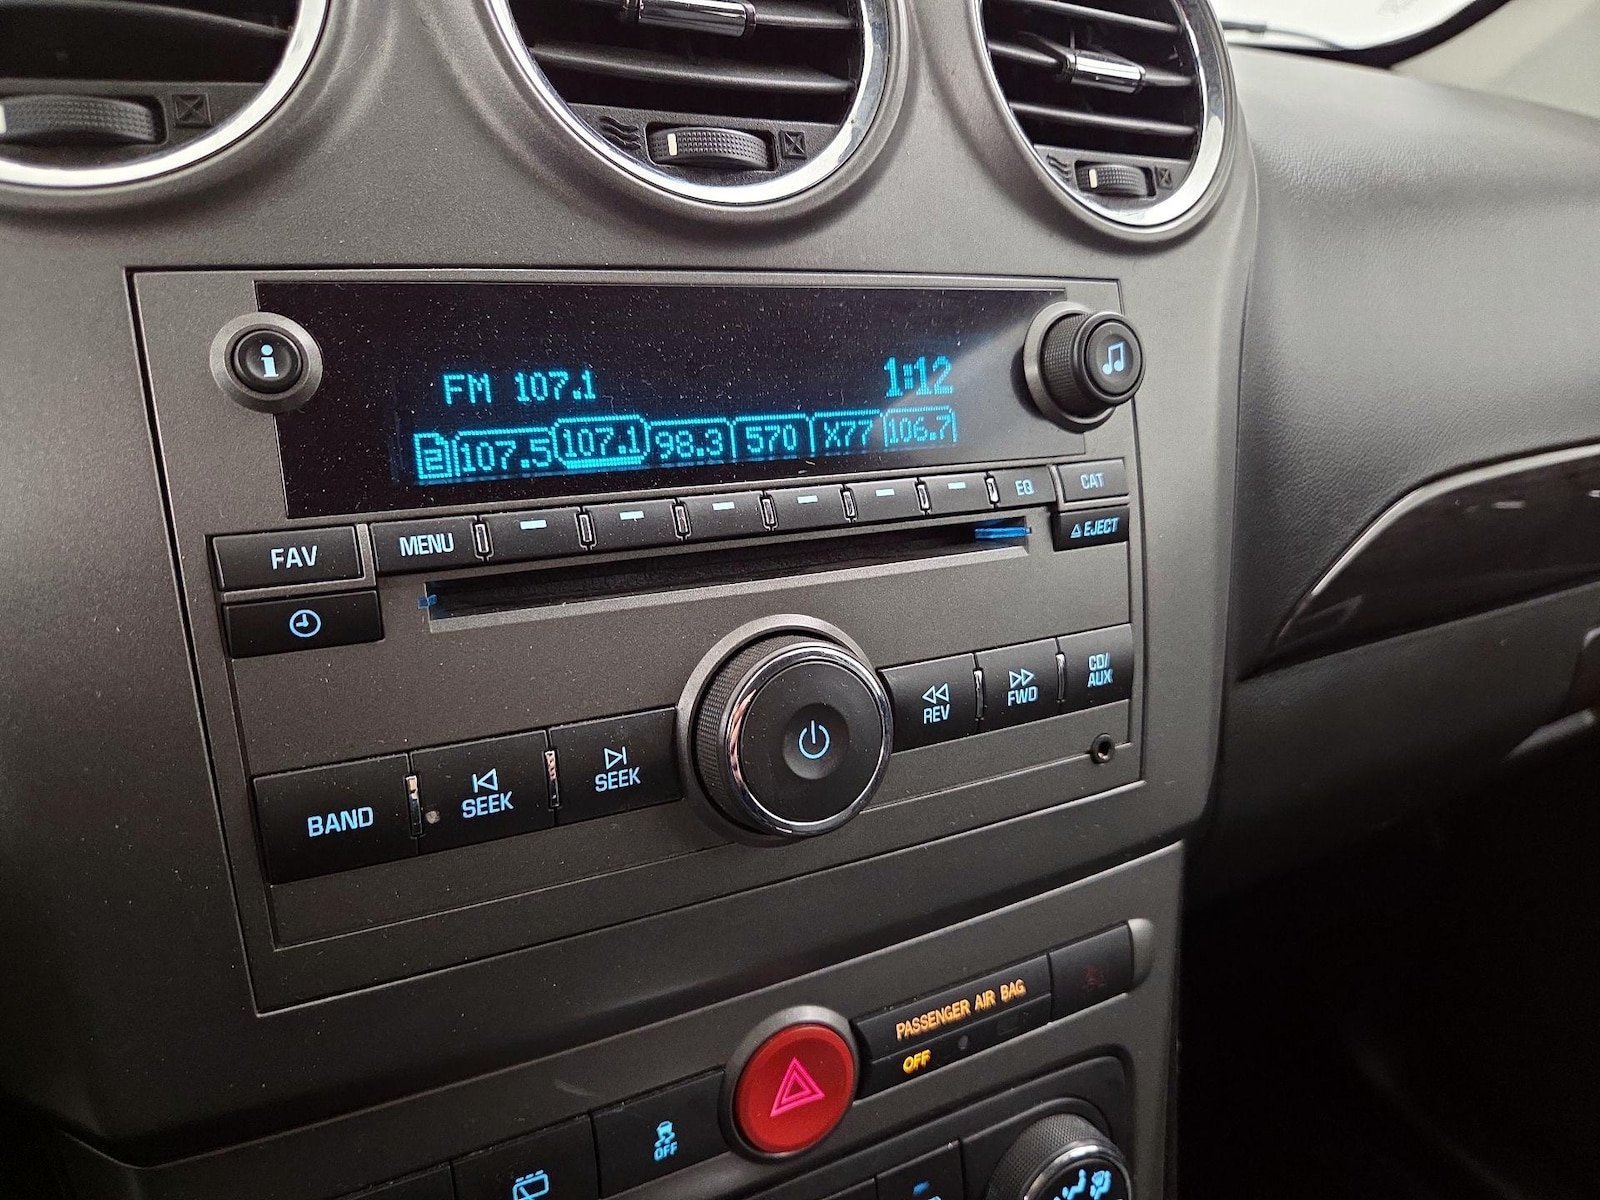 i
FM 107.1 1:12
2 107.5 107.1 98.3 570 X77 106.7
FAV
MENU
EQ
CAT
EJECT
BAND
SEEK
SEEK
REV
FWD
CD/
AUX
PASSENGER AIR BAG
OFF
OFF